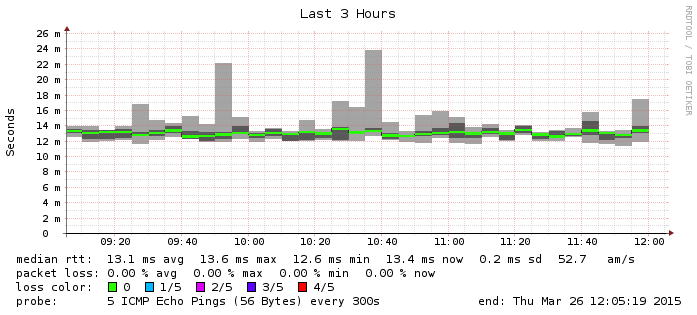 Last 3 Hours
RRDTOOL / TOBI OETIKER
Seconds
26 m
24 m
22 m
20 m
18 m
16 m
14 m
12 m
10 m
8 m
6 m
4 m
2 m
0
09:20 09:40 10:00 10:20 10:40 11:00 11:20 11:40 12:00
median rtt: 13.1 ms avg 13.6 ms max 12.6 ms min 13.4 ms now 0.2 ms sd 52.7 am/s
packet loss: 0.00 % avg 0.00 % max 0.00 % min 0.00 % now
loss color: 0 1/5 2/5 3/5 4/5
probe: 5 ICMP Echo Pings (56 Bytes) every 300s end: Thu Mar 26 12:05:19 2015